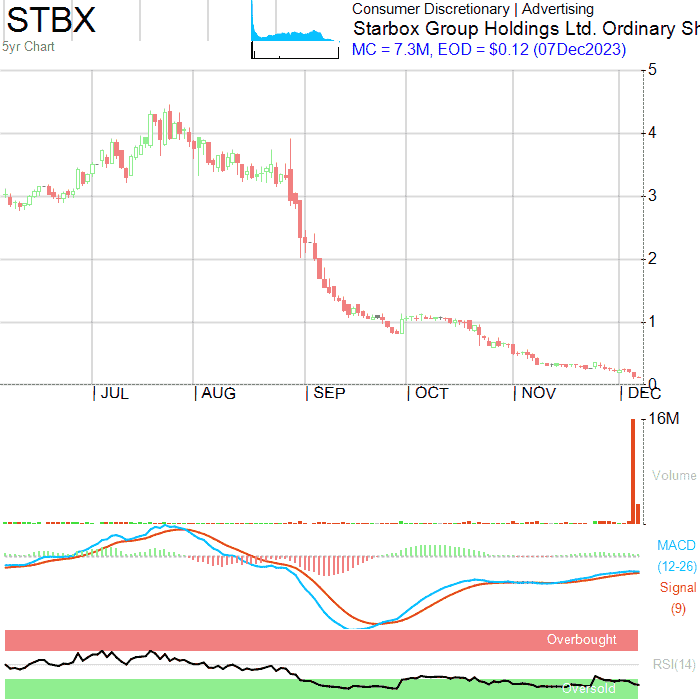 STBX
5yr Chart
Consumer Discretionary | Advertising
Starbox Group Holdings Ltd. Ordinary Sh
MC = 7.3M, EOD = $0.12 (07Dec2023)
5
4
3
2
1
0
JUL AUG SEP OCT NOV DEC
16M
Volume
MACD
(12-26)
Signal
(9)
Overbought
RSI(14)
Oversold